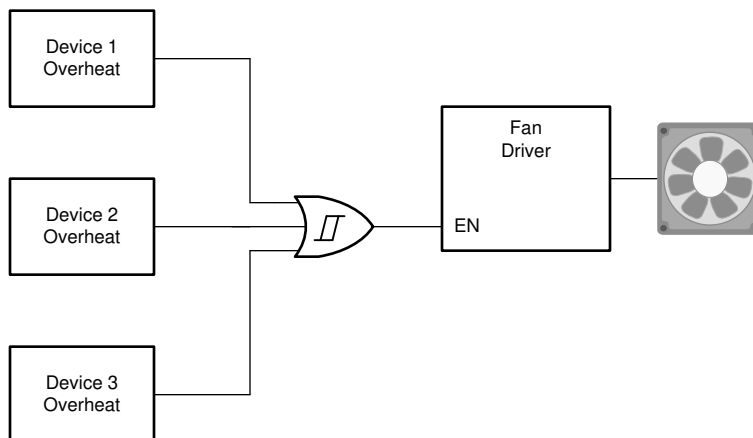 Device 1
Overheat
Fan
Driver
Device 2
Overheat
EN
Device 3
Overheat